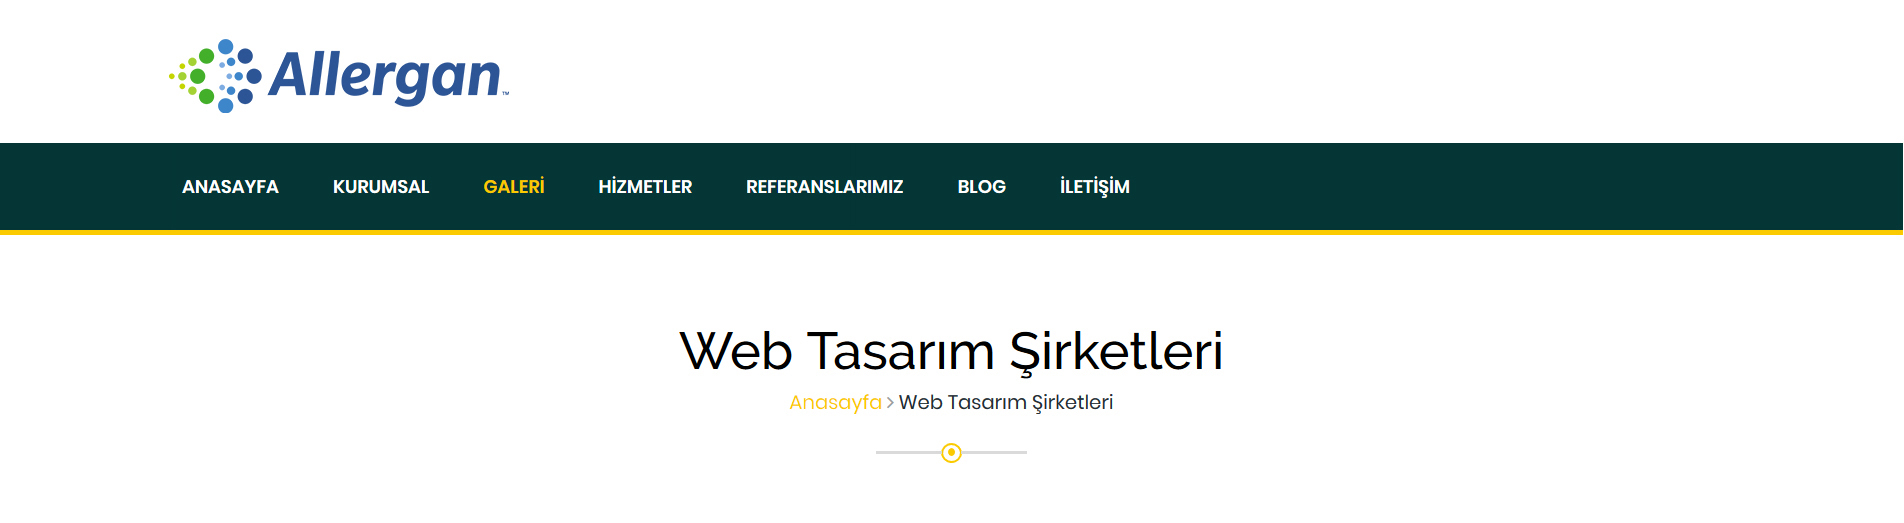 Allergan™
ANASAYFA KURUMSAL GALERİ HİZMETLER REFERANSLARIMIZ BLOG İLETİŞİM
Web Tasarım Şirketleri
Anasayfa > Web Tasarım Şirketleri